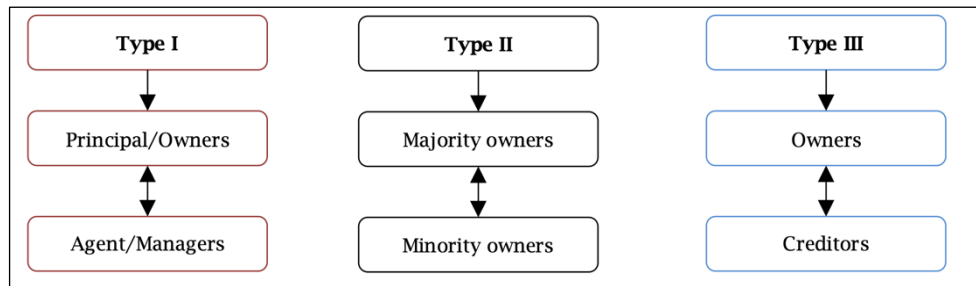 Type I
Type II
Type III
Principal/Owners
Majority owners
Owners
Agent/Managers
Minority owners
Creditors